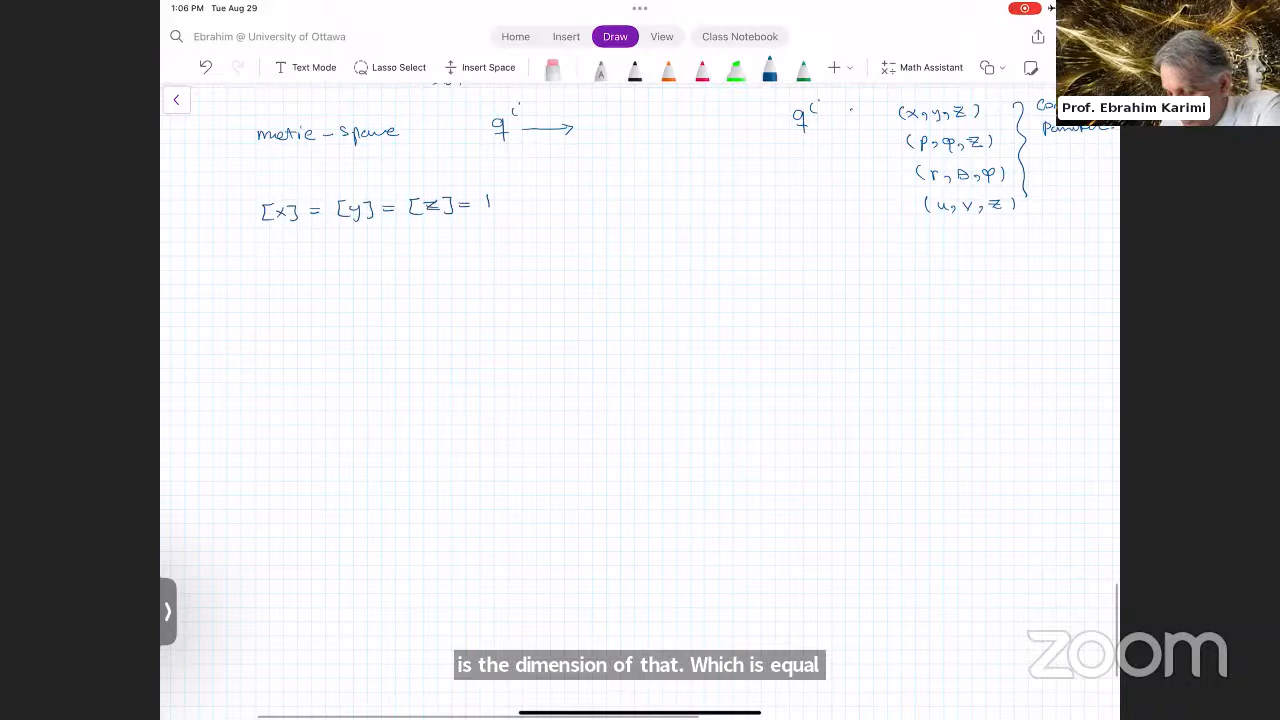 1:06 PM Tue Aug 29
Ebrahim @ University of Ottawa
Home Insert Draw View Class Notebook
Text Mode Lasso Select Insert Space Math Assistant
Prof. Ebrahim Karimi
metic - space q^i → q^i (x, y, z)
(ρ, φ, z)
(r, θ, φ)
(u, v, z)
[x] = [y] = [z] = 1
is the dimension of that. Which is equal
zoom